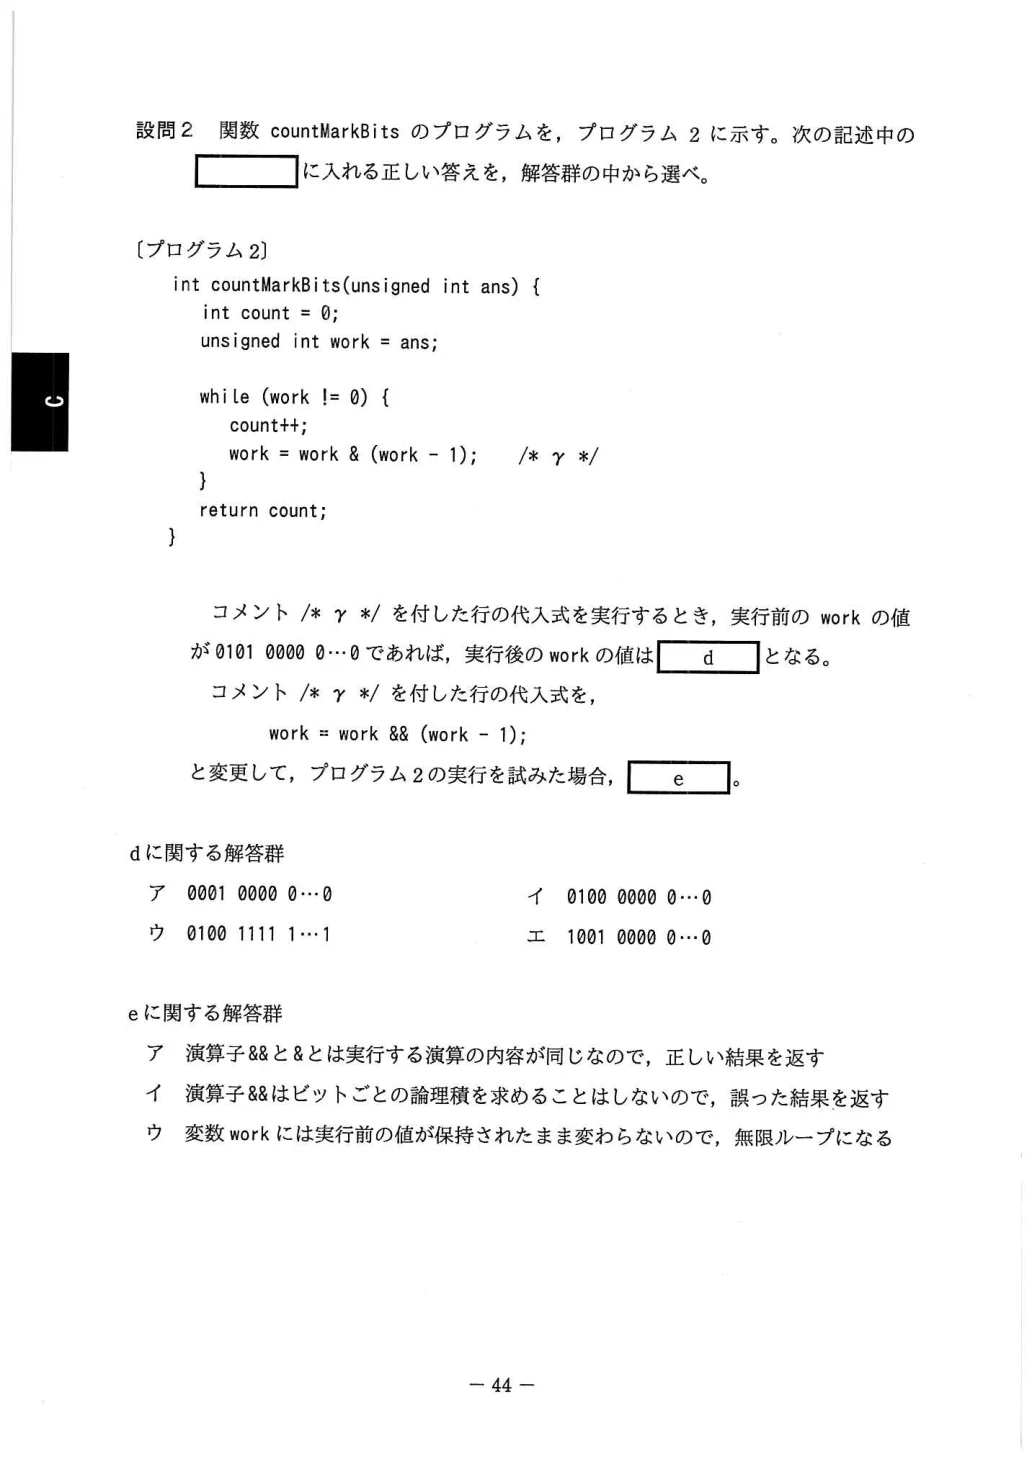 設問２ 関数 countMarkBits のプログラムを，プログラム 2 に示す。次の記述中の
に入れる正しい答えを，解答群の中から選べ。
〔プログラム 2〕
int countMarkBits(unsigned int ans) {
int count = 0;
unsigned int work = ans;
while (work != 0) {
count++;
work = work & (work - 1); /* γ */
}
return count;
}
C
コメント /* γ */ を付した行の代入式を実行するとき，実行前の work の値
が 0101 0000 0…0 であれば，実行後の work の値は d となる。
コメント /* γ */ を付した行の代入式を，
work = work && (work - 1);
と変更して，プログラム 2 の実行を試みた場合， e 。
d に関する解答群
ア 0001 0000 0…0 イ 0100 0000 0…0
ウ 0100 1111 1…1 エ 1001 0000 0…0
e に関する解答群
ア 演算子 && と & とは実行する演算の内容が同じなので，正しい結果を返す
イ 演算子 && はビットごとの論理積を求めることはしないので，誤った結果を返す
ウ 変数 work には実行前の値が保持されたまま変わらないので，無限ループになる
― 44 ―